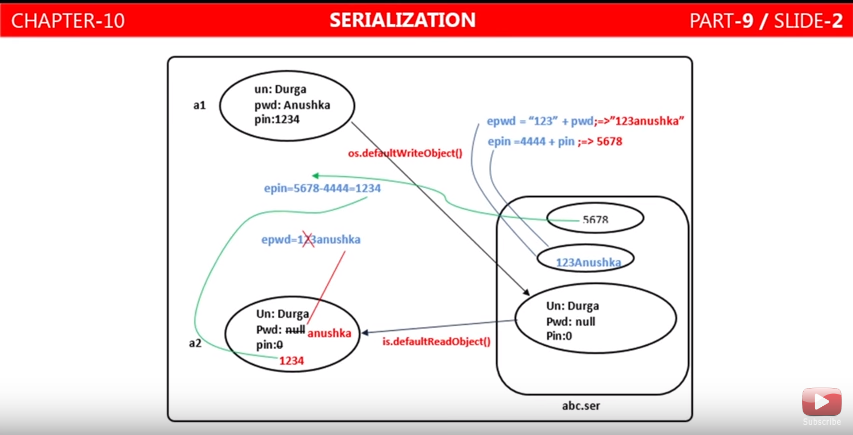 CHAPTER-10
SERIALIZATION
PART-9 / SLIDE-2
a1
un: Durga
pwd: Anushka
pin:1234
epwd = “123” + pwd;=>”123anushka”
epin =4444 + pin ;=> 5678
os.defaultWriteObject()
epin=5678-4444=1234
5678
epwd=123anushka
123Anushka
Un: Durga
Pwd: null
Pin:0
a2
Un: Durga
Pwd: null anushka
pin:0
1234
is.defaultReadObject()
abc.ser
Subscribe